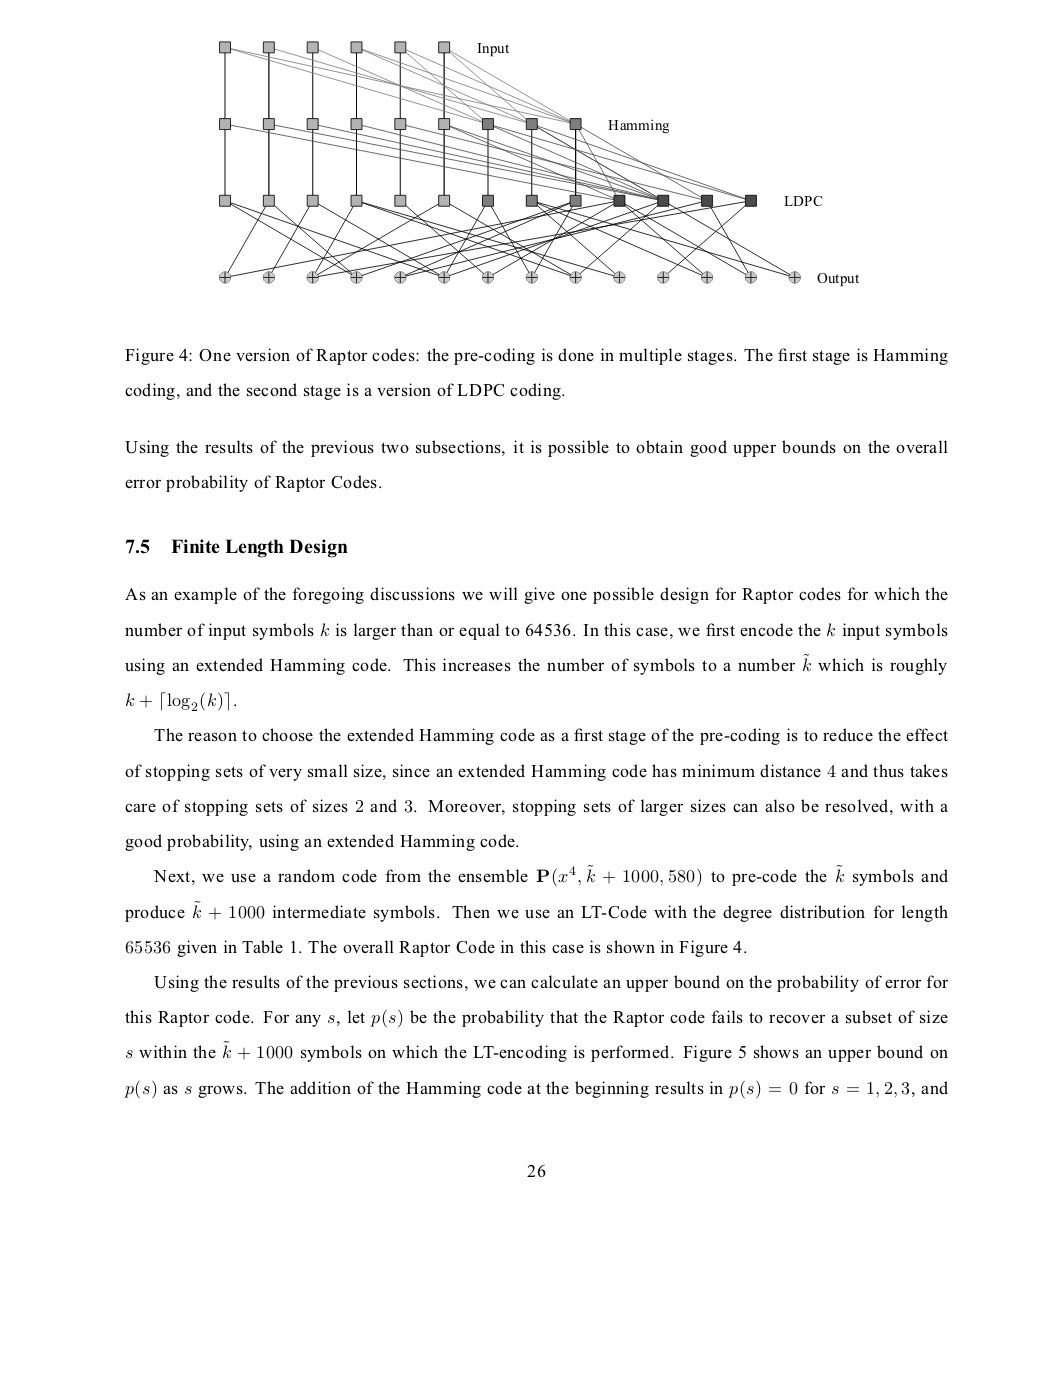 Input
Hamming
LDPC
Output
Figure 4: One version of Raptor codes: the pre-coding is done in multiple stages. The first stage is Hamming
coding, and the second stage is a version of LDPC coding.
Using the results of the previous two subsections, it is possible to obtain good upper bounds on the overall
error probability of Raptor Codes.
7.5 Finite Length Design
As an example of the foregoing discussions we will give one possible design for Raptor codes for which the
number of input symbols k is larger than or equal to 64536. In this case, we first encode the k input symbols
using an extended Hamming code. This increases the number of symbols to a number k̃ which is roughly
k + ⌈log₂(k)⌉.
The reason to choose the extended Hamming code as a first stage of the pre-coding is to reduce the effect
of stopping sets of very small size, since an extended Hamming code has minimum distance 4 and thus takes
care of stopping sets of sizes 2 and 3. Moreover, stopping sets of larger sizes can also be resolved, with a
good probability, using an extended Hamming code.
Next, we use a random code from the ensemble P(x⁴, k̃ + 1000, 580) to pre-code the k̃ symbols and
produce k̃ + 1000 intermediate symbols. Then we use an LT-Code with the degree distribution for length
65536 given in Table 1. The overall Raptor Code in this case is shown in Figure 4.
Using the results of the previous sections, we can calculate an upper bound on the probability of error for
this Raptor code. For any s, let p(s) be the probability that the Raptor code fails to recover a subset of size
s within the k̃ + 1000 symbols on which the LT-encoding is performed. Figure 5 shows an upper bound on
p(s) as s grows. The addition of the Hamming code at the beginning results in p(s) = 0 for s = 1, 2, 3, and
26